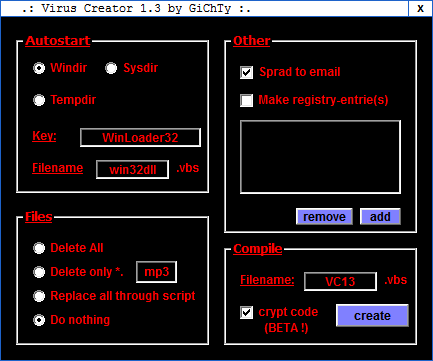 .: Virus Creator 1.3 by GiChTy :. x
Autostart
Windir Sysdir
Tempdir
Key: WinLoader32
Filename win32dll .vbs
Files
Delete All
Delete only *. mp3
Replace all through script
Do nothing
Other
Sprad to email
Make registry-entrie(s)
remove add
Compile
Filename: VC13 .vbs
crypt code
(BETA !)
create